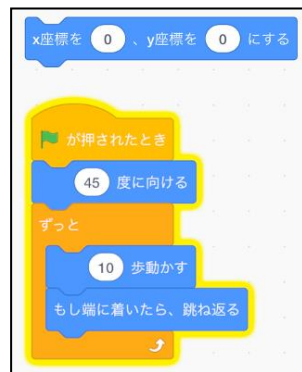 x座標を 0 、y座標を 0 にする
が押されたとき
45 度に向ける
ずっと
10 歩動かす
もし端に着いたら、跳ね返る